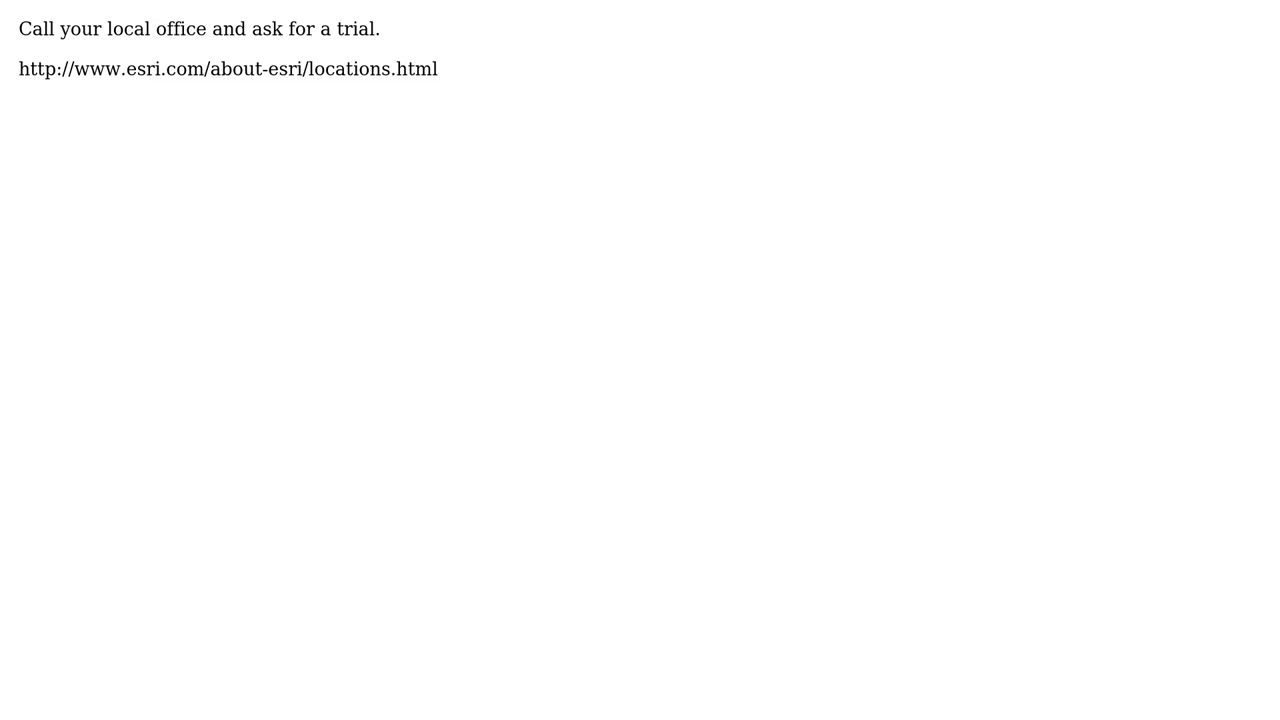 Call your local office and ask for a trial.
http://www.esri.com/about-esri/locations.html